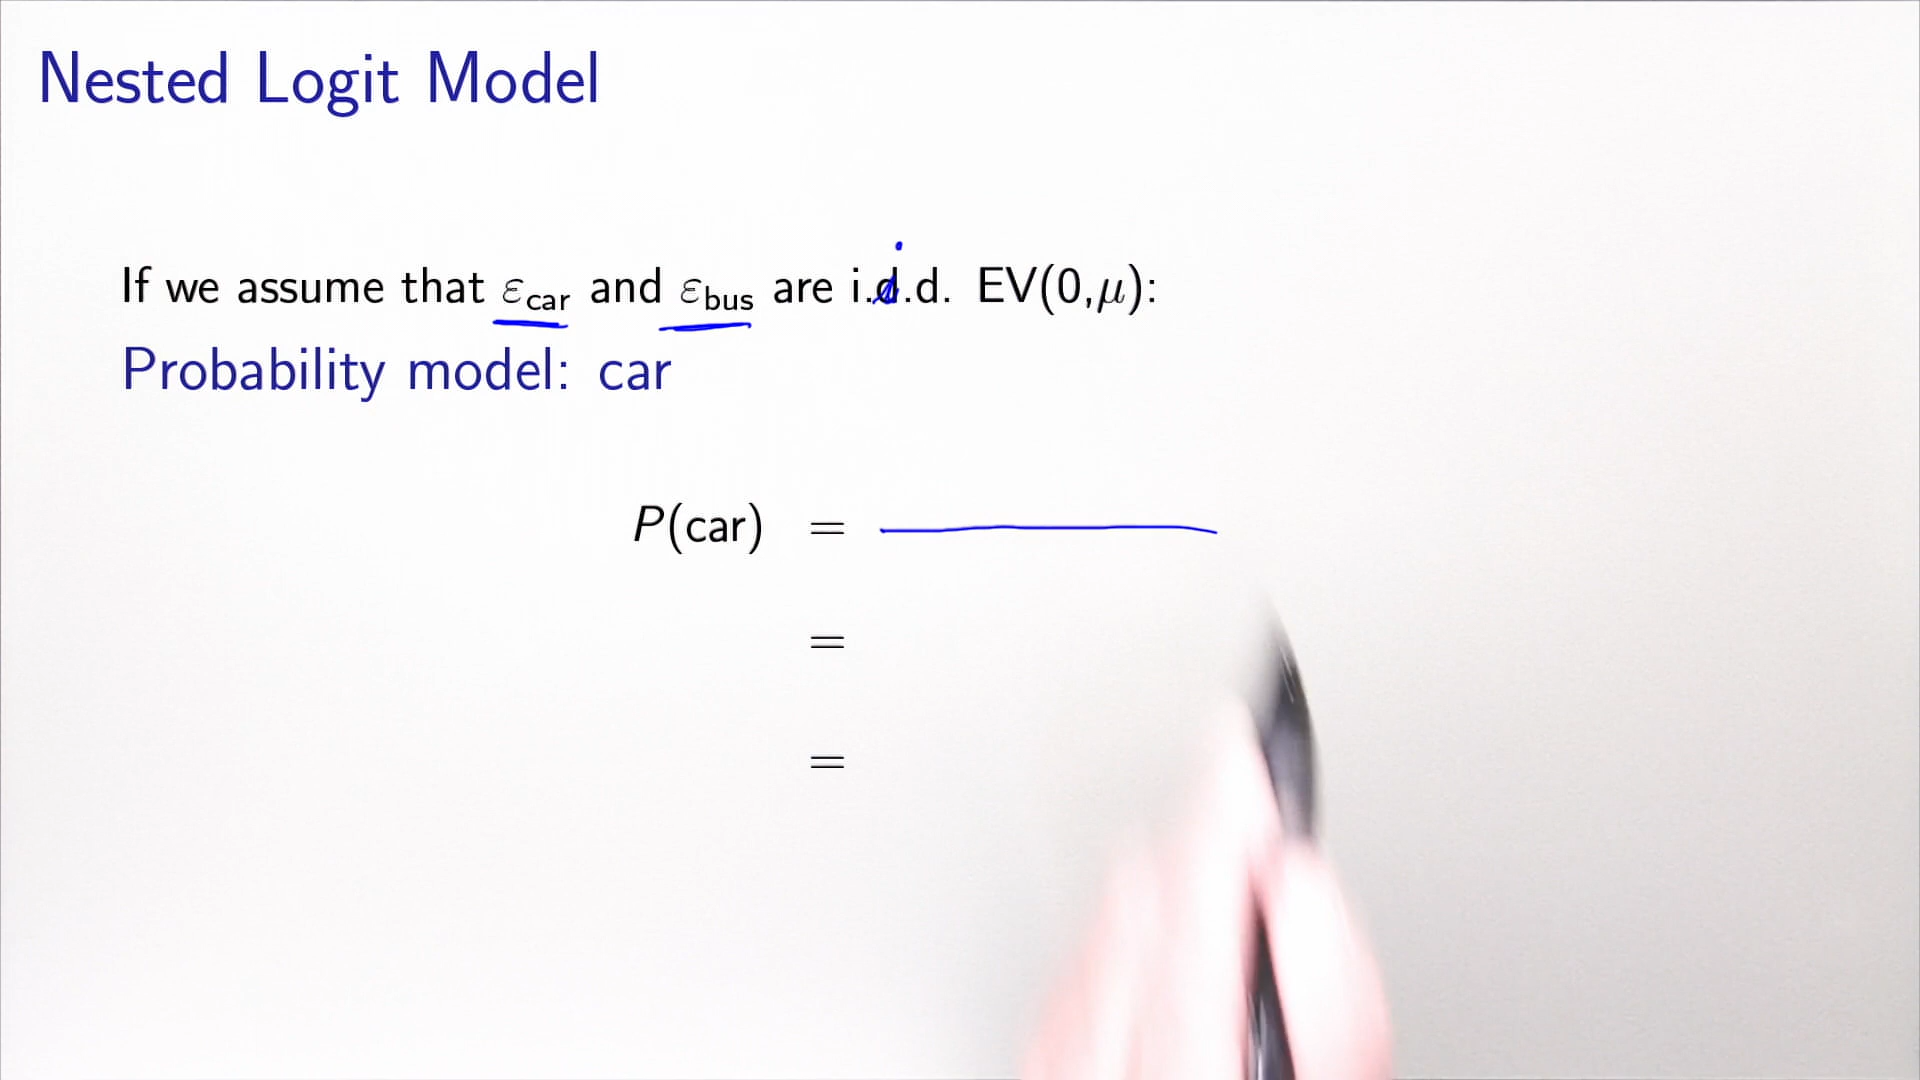 Nested Logit Model
If we assume that εcar and εbus are i.i.d. EV(0,μ):
Probability model: car
P(car) =
=
=